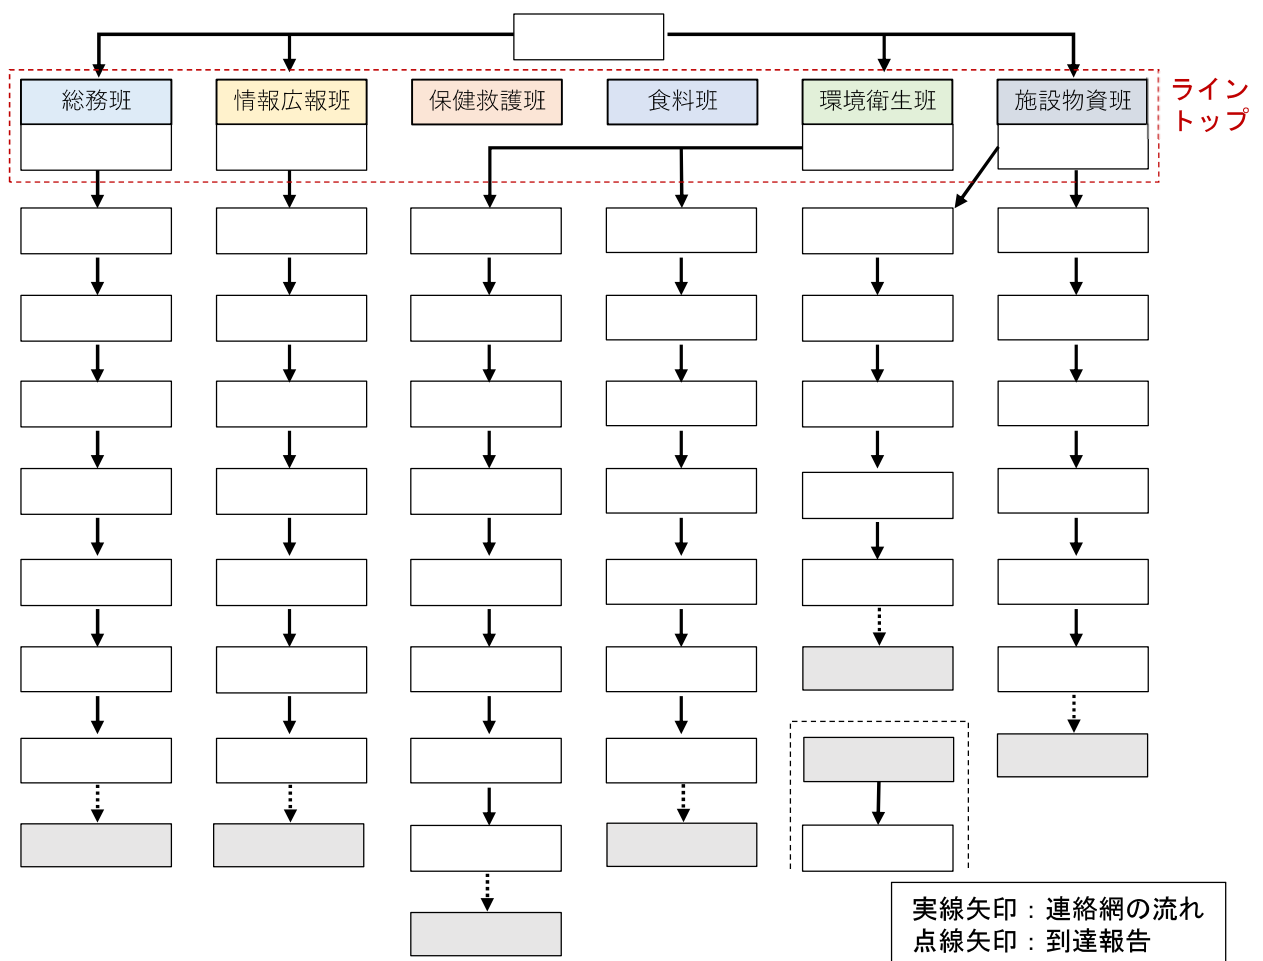 総務班
情報広報班
保健救護班
食料班
環境衛生班
施設物資班
ライン
トップ
実線矢印：連絡網の流れ
点線矢印：到達報告